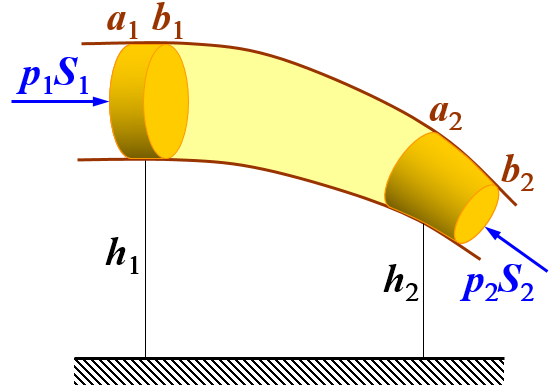 a₁ b₁
p₁S₁
a₂
b₂
h₁
h₂
p₂S₂